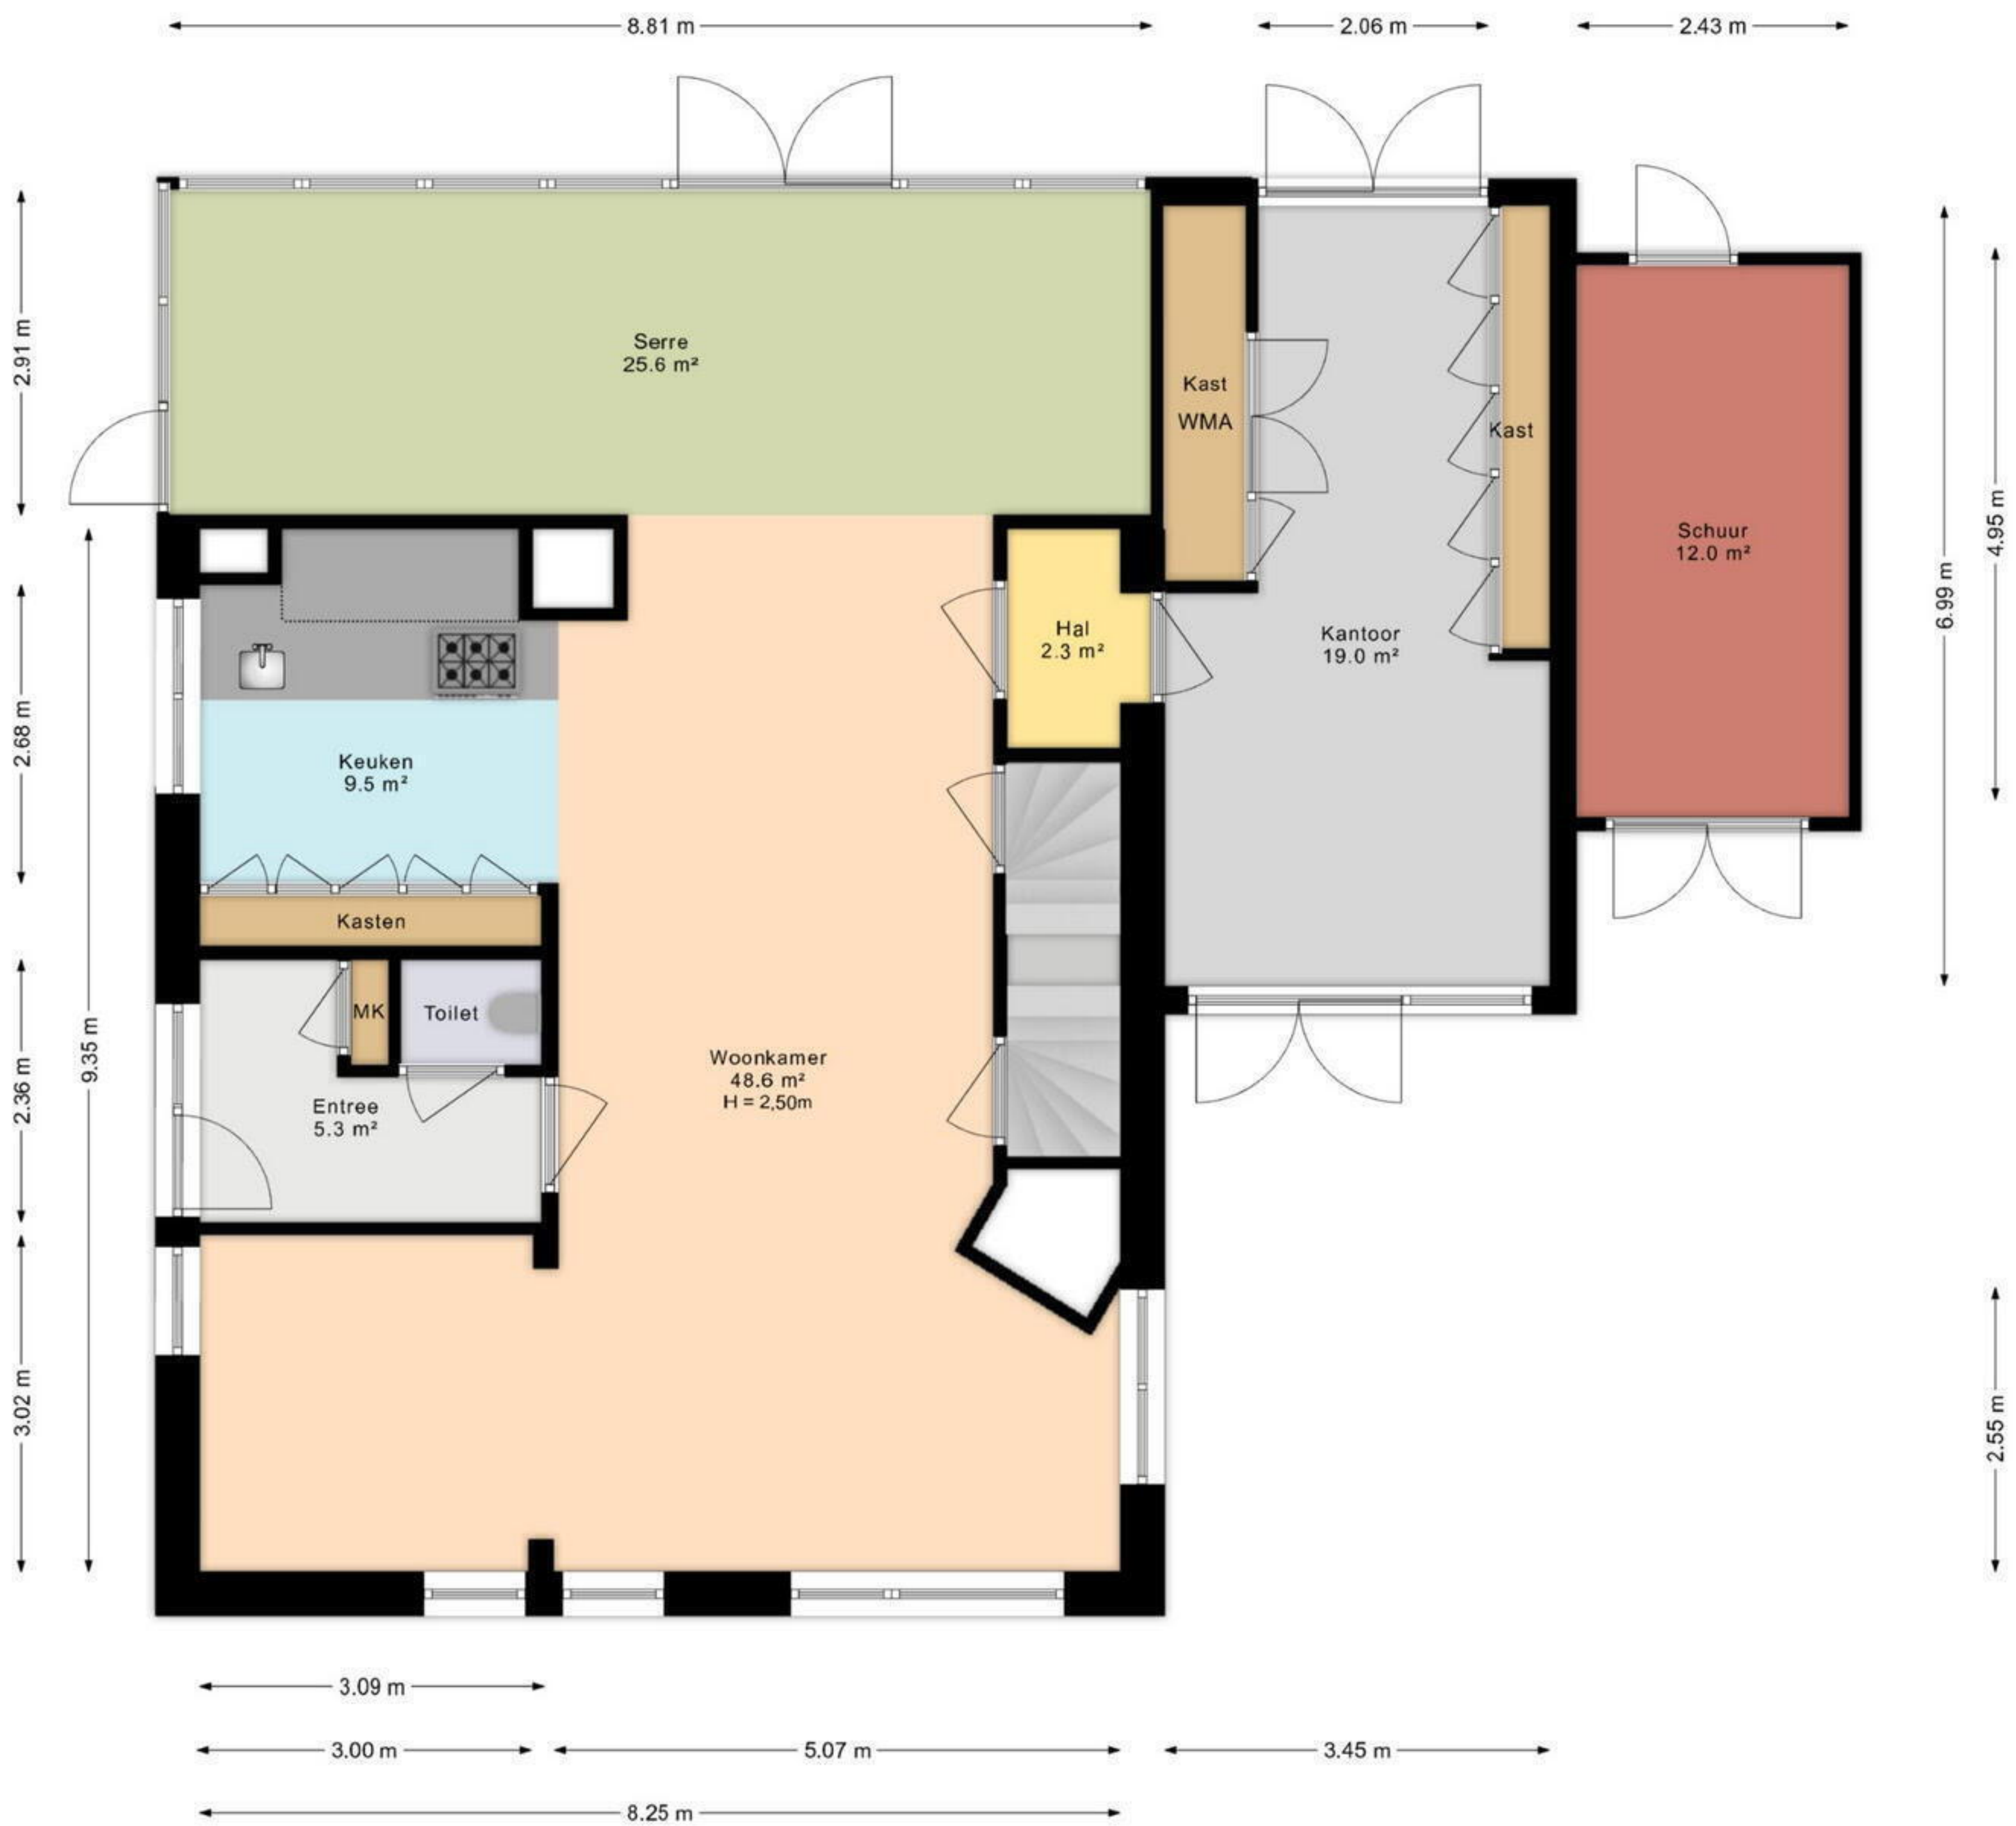 8.81 m
2.06 m
2.43 m
2.91 m
Serre
25.6 m²
Kast
WMA
Kast
Schuur
12.0 m²
4.95 m
6.99 m
Hal
2.3 m²
Kantoor
19.0 m²
2.68 m
Keuken
9.5 m²
Kasten
MK
Toilet
9.35 m
2.36 m
Entree
5.3 m²
Woonkamer
48.6 m²
H = 2,50m
3.02 m
2.55 m
3.09 m
3.00 m
5.07 m
3.45 m
8.25 m